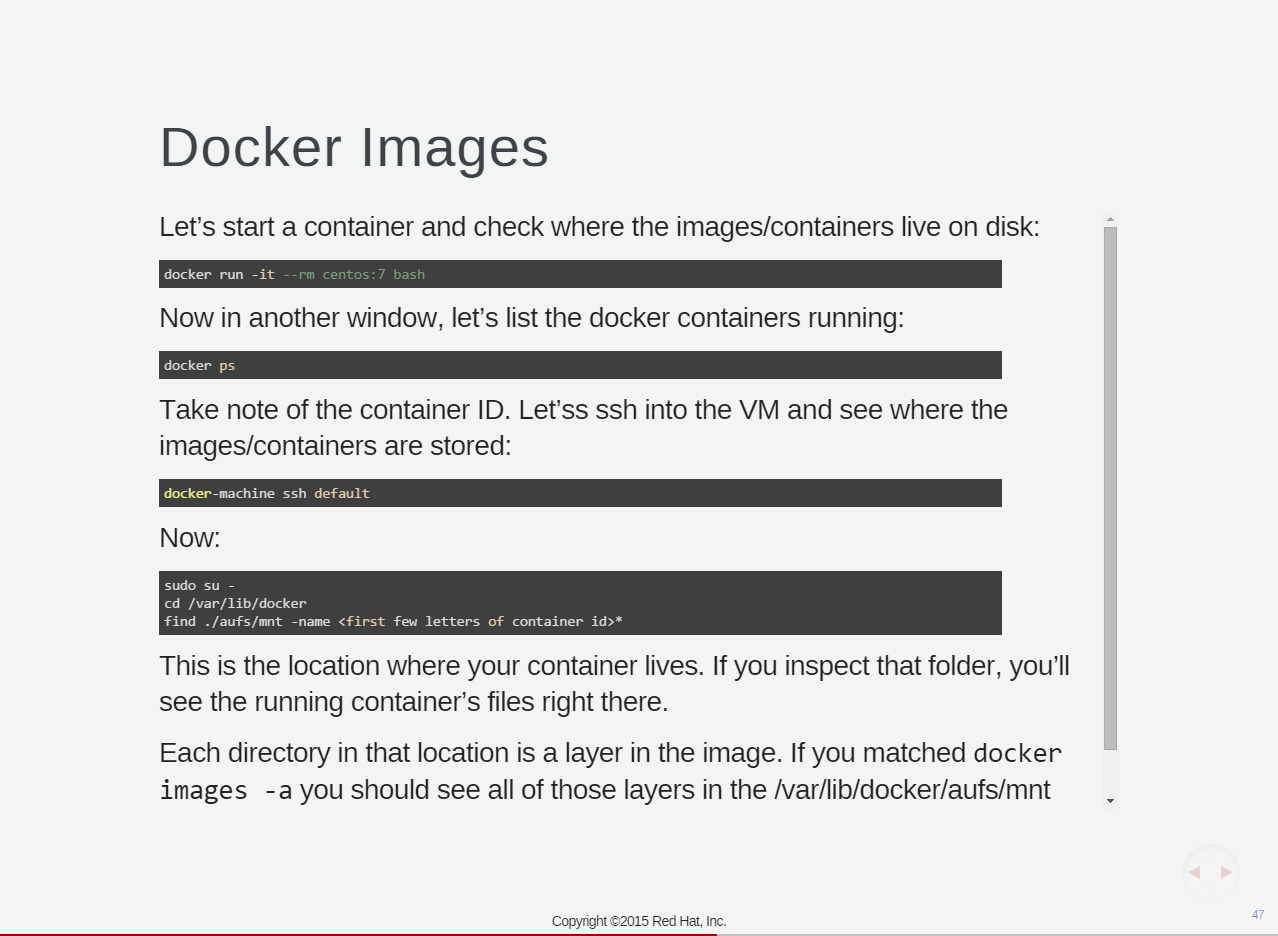 Docker Images
Let’s start a container and check where the images/containers live on disk:
docker run -it --rm centos:7 bash
Now in another window, let’s list the docker containers running:
docker ps
Take note of the container ID. Let’ss ssh into the VM and see where the
images/containers are stored:
docker-machine ssh default
Now:
sudo su -
cd /var/lib/docker
find ./aufs/mnt -name <first few letters of container id>*
This is the location where your container lives. If you inspect that folder, you’ll
see the running container’s files right there.
Each directory in that location is a layer in the image. If you matched docker
images -a you should see all of those layers in the /var/lib/docker/aufs/mnt
Copyright ©2015 Red Hat, Inc.
47